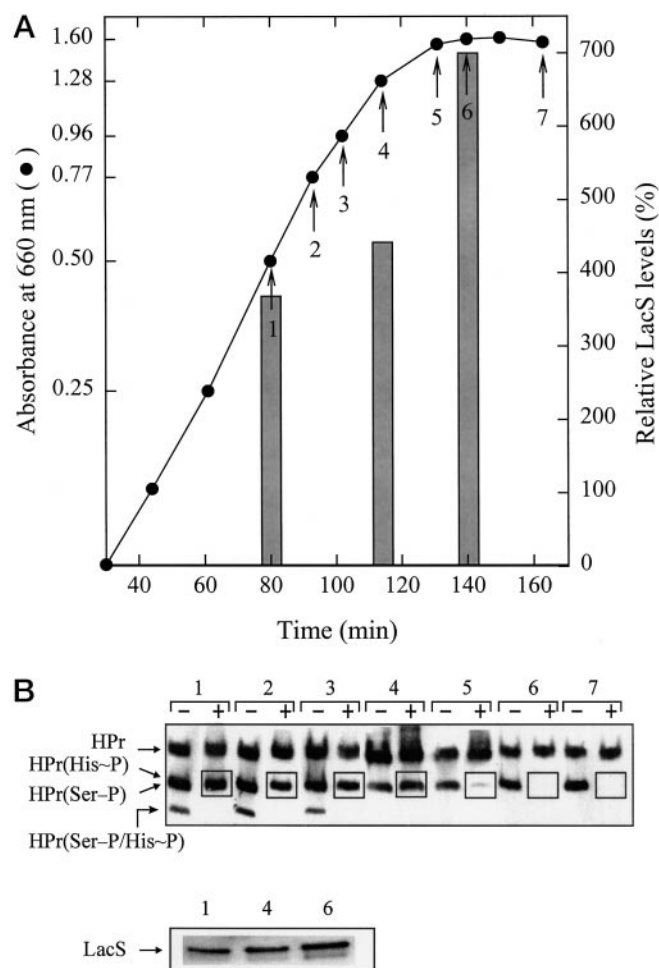 A
Absorbance at 660 nm (●)
1.60
1.28
0.96
0.77
0.50
0.25
1
2
3
4
5
6
7
700
600
500
400
300
200
100
0
Relative LacS levels (%)
40 60 80 100 120 140 160
Time (min)
B
1 2 3 4 5 6 7
– + – + – + – + – + – + – +
HPr
HPr(His~P)
HPr(Ser–P)
HPr(Ser–P/His~P)
1 4 6
LacS